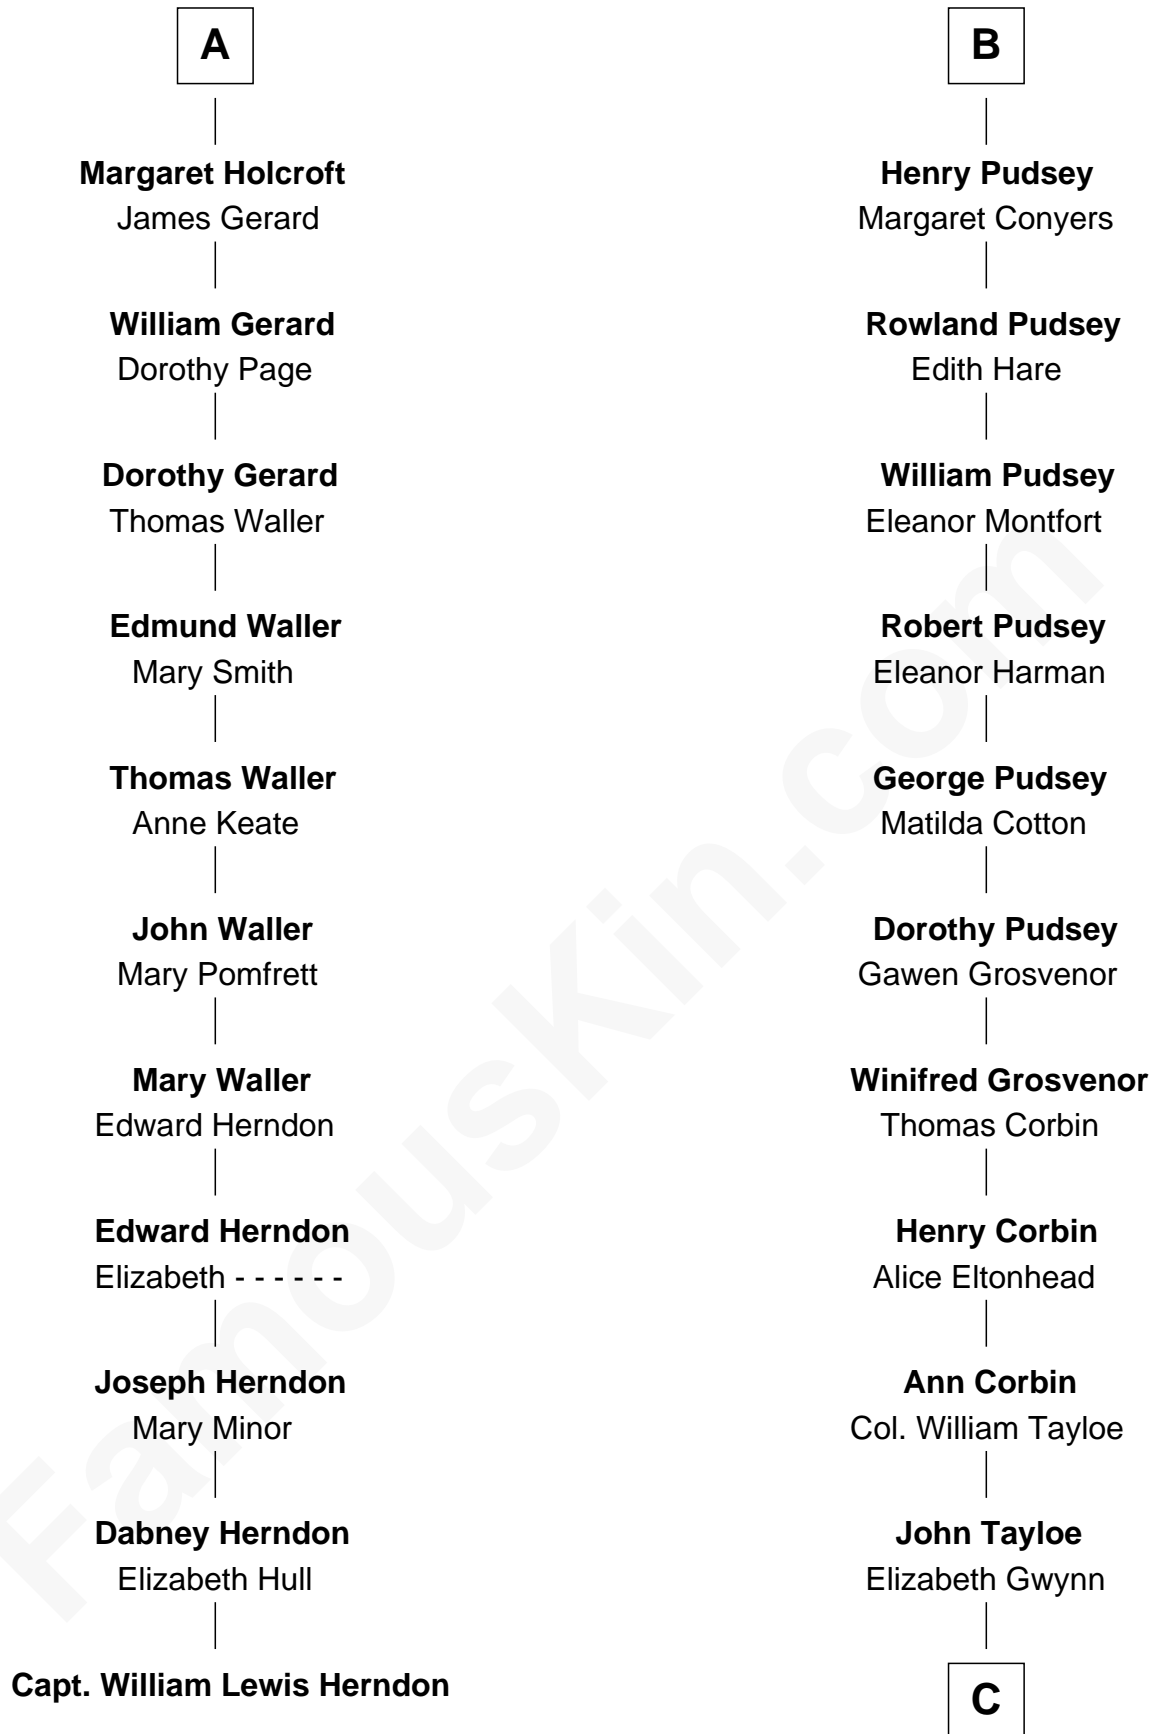 A
Margaret Holcroft
James Gerard
William Gerard
Dorothy Page
Dorothy Gerard
Thomas Waller
Edmund Waller
Mary Smith
Thomas Waller
Anne Keate
John Waller
Mary Pomfrett
Mary Waller
Edward Herndon
Edward Herndon
Elizabeth - - - - - -
Joseph Herndon
Mary Minor
Dabney Herndon
Elizabeth Hull
Capt. William Lewis Herndon
B
Henry Pudsey
Margaret Conyers
Rowland Pudsey
Edith Hare
William Pudsey
Eleanor Montfort
Robert Pudsey
Eleanor Harman
George Pudsey
Matilda Cotton
Dorothy Pudsey
Gawen Grosvenor
Winifred Grosvenor
Thomas Corbin
Henry Corbin
Alice Eltonhead
Ann Corbin
Col. William Tayloe
John Tayloe
Elizabeth Gwynn
C
FamousKin.com